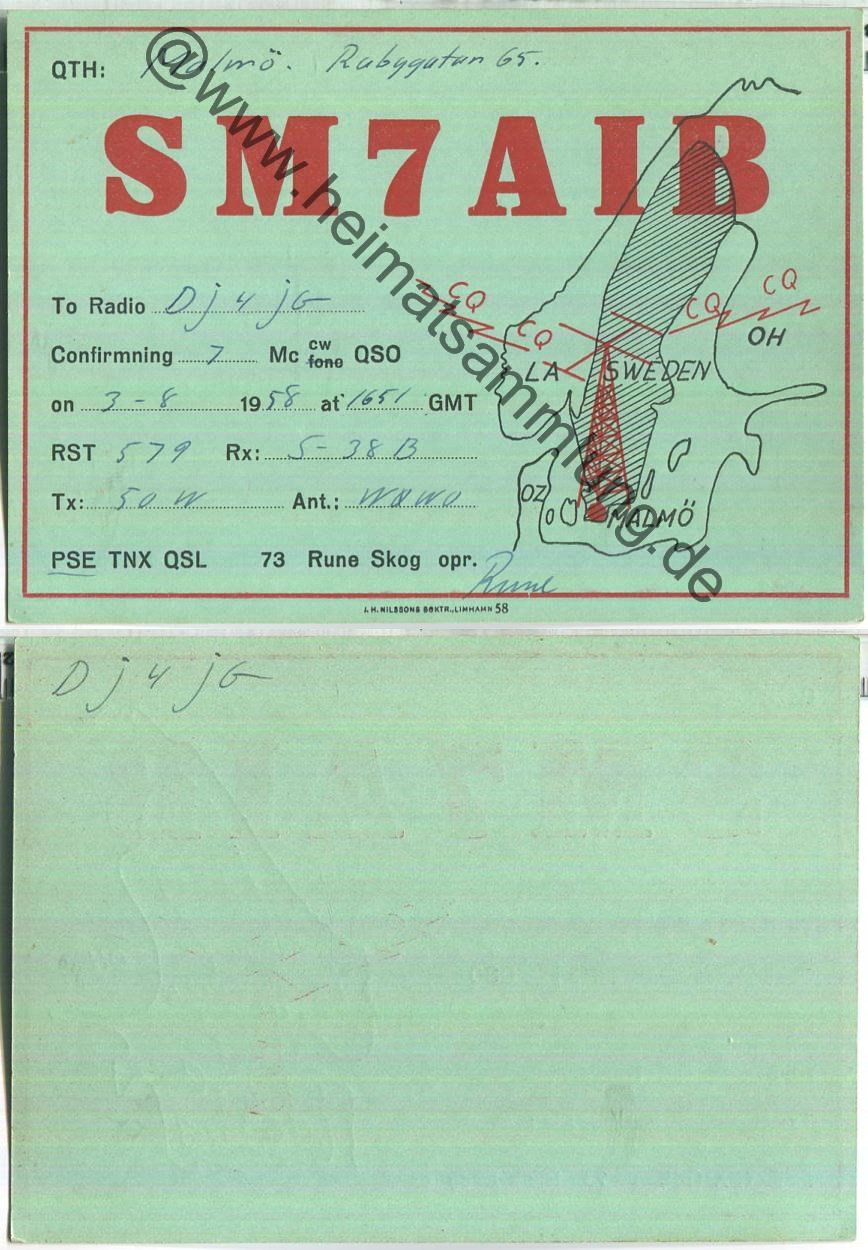 QTH: Malmö. Rabygatan 65.
SM7AIB
To Radio Dj4jG
Confirmning 7 Mc cw fone QSO
on 3-8 1958 at 1651 GMT
RST 579 Rx: S-38B
Tx: 50 W Ant.: W0WO
PSE TNX QSL 73 Rune Skog opr.
Rune
J. H. NILSSONS BOKTR., LIMHAMN 58
CQ
CQ
CQ
CQ
LA
SWEDEN
OH
OZ
MALMÖ
@www.heimatsammlung.de
Dj4jG